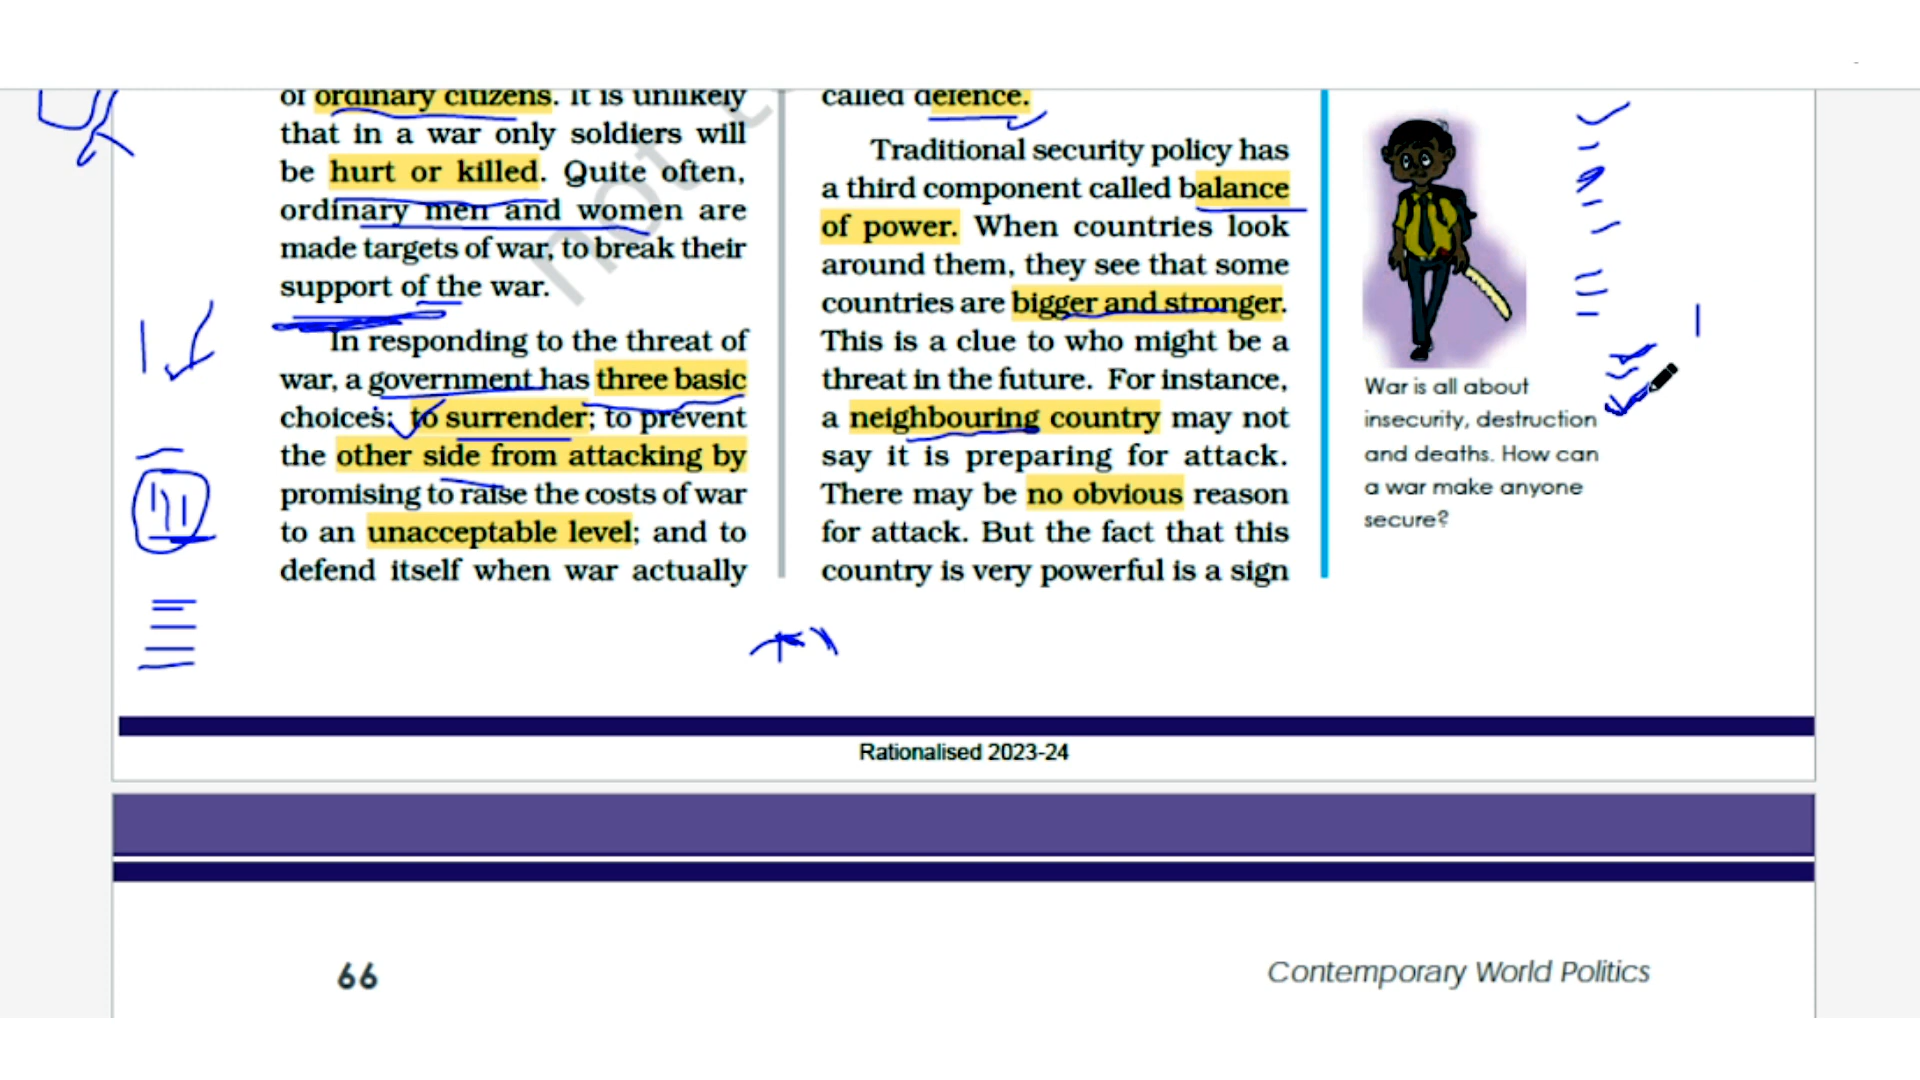 of ordinary citizens. It is unlikely
that in a war only soldiers will
be hurt or killed. Quite often,
ordinary men and women are
made targets of war, to break their
support of the war.
In responding to the threat of
war, a government has three basic
choices: to surrender; to prevent
the other side from attacking by
promising to raise the costs of war
to an unacceptable level; and to
defend itself when war actually
called defence.
Traditional security policy has
a third component called balance
of power. When countries look
around them, they see that some
countries are bigger and stronger.
This is a clue to who might be a
threat in the future. For instance,
a neighbouring country may not
say it is preparing for attack.
There may be no obvious reason
for attack. But the fact that this
country is very powerful is a sign
War is all about
insecurity, destruction
and deaths. How can
a war make anyone
secure?
not t
Rationalised 2023-24
66
Contemporary World Politics